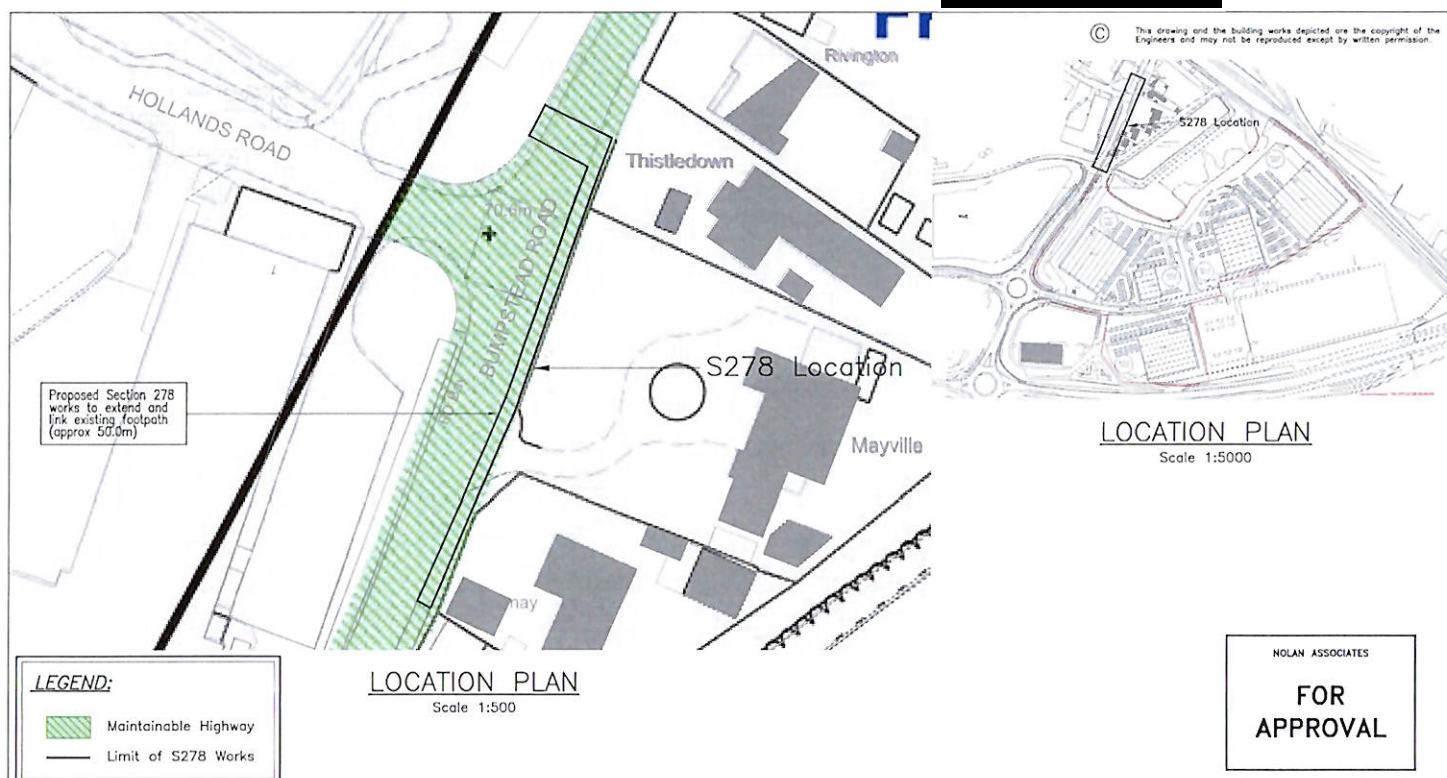 © This drawing and the building works depicted are the copyright of the
Engineers and may not be reproduced except by written permission.
HOLLANDS ROAD
Rivington
Thistledown
70.6m
BUMPSTEAD ROAD
S278 Location
Mayville
Proposed Section 278
works to extend and
link existing footpath
(approx 50.0m)
S278 Location
LOCATION PLAN
Scale 1:5000
LEGEND:
Maintainable Highway
Limit of S278 Works
LOCATION PLAN
Scale 1:500
NOLAN ASSOCIATES
FOR
APPROVAL